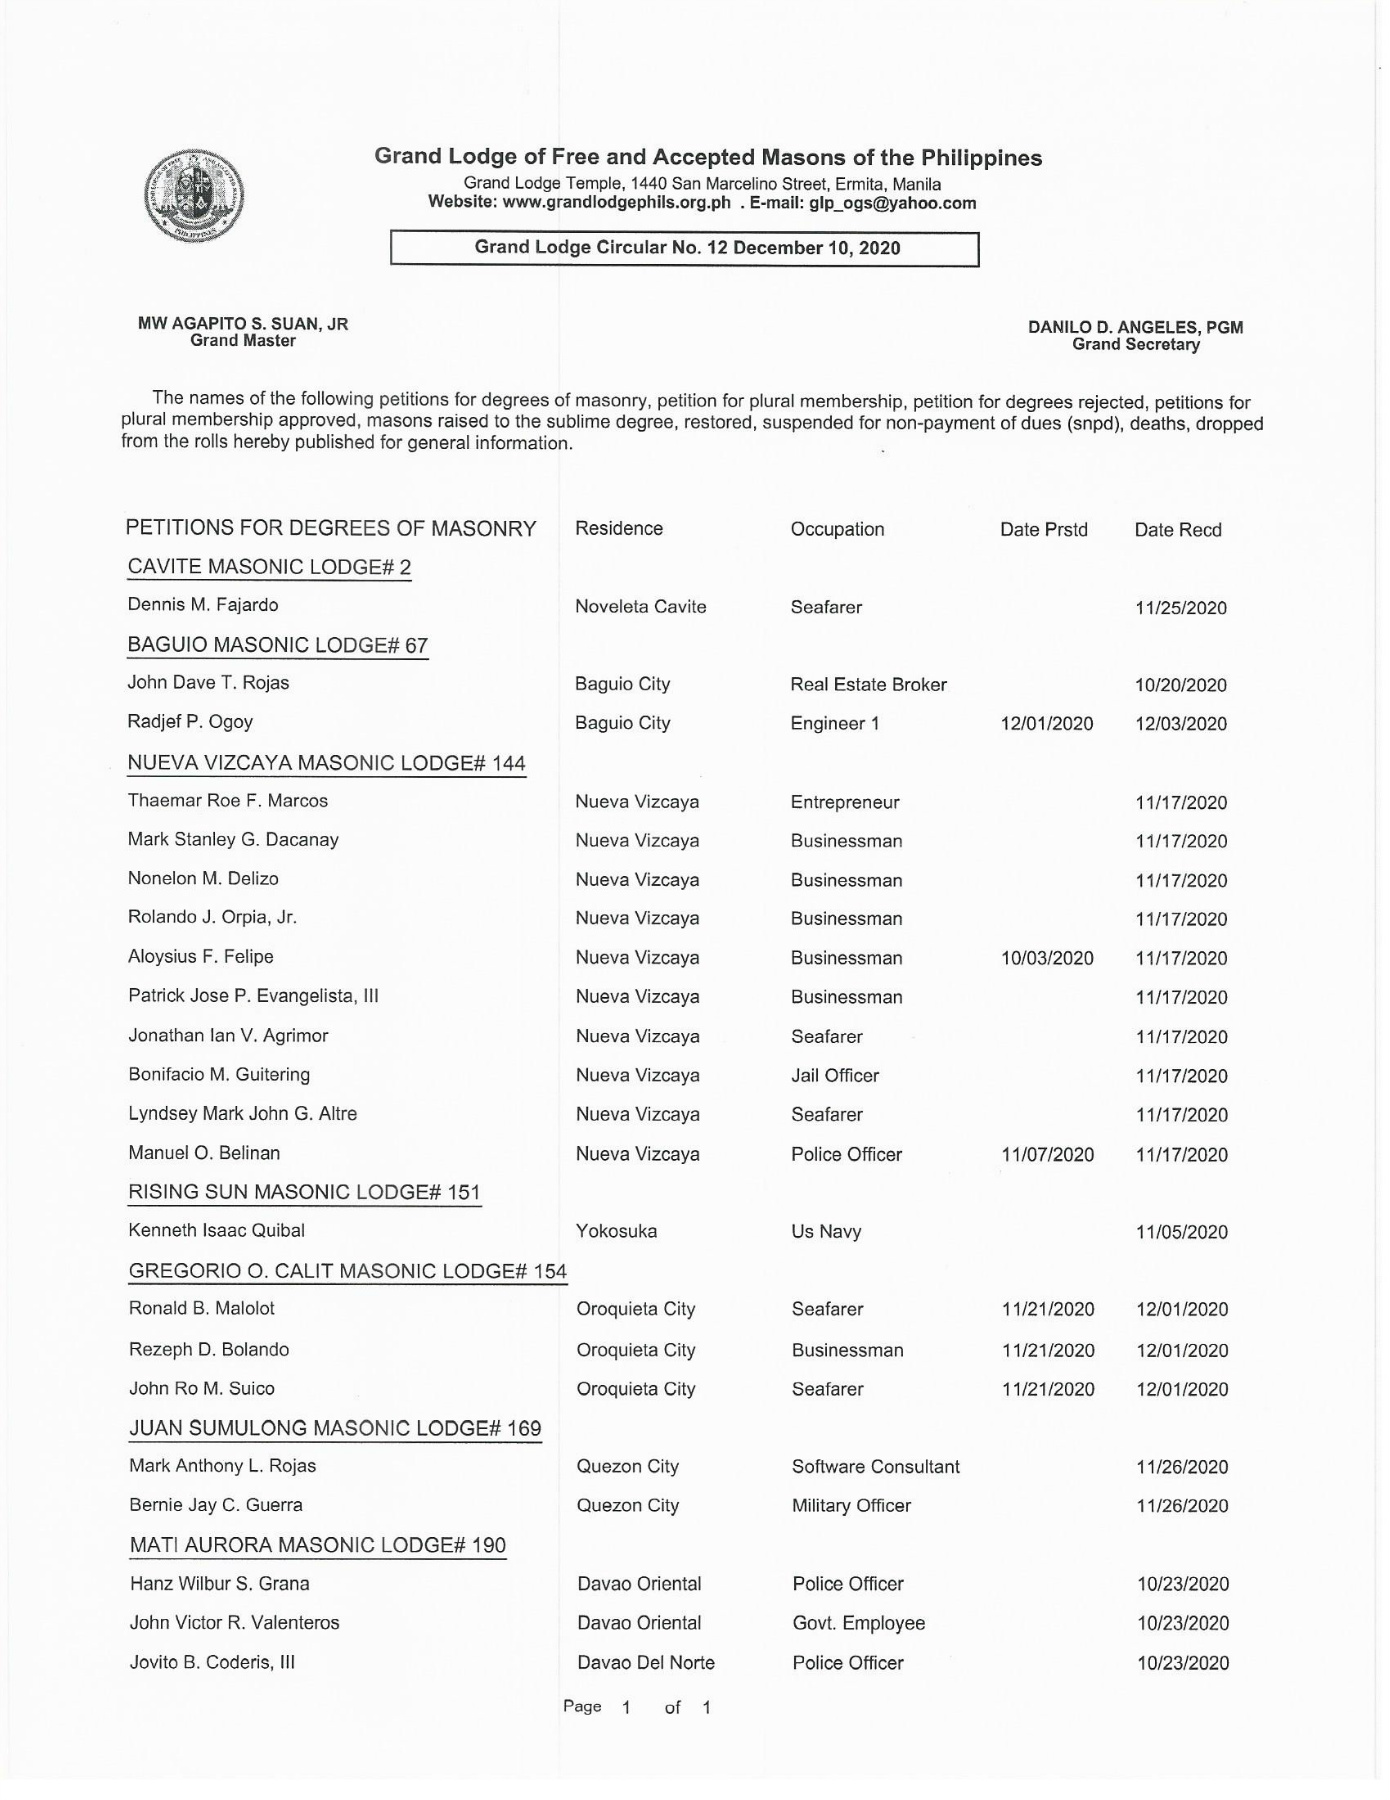 Grand Lodge of Free and Accepted Masons of the Philippines
Grand Lodge Temple, 1440 San Marcelino Street, Ermita, Manila
Website: www.grandlodgephils.org.ph . E-mail: glp_ogs@yahoo.com
Grand Lodge Circular No. 12 December 10, 2020
MW AGAPITO S. SUAN, JR
Grand Master
DANILO D. ANGELES, PGM
Grand Secretary
The names of the following petitions for degrees of masonry, petition for plural membership, petition for degrees rejected, petitions for
plural membership approved, masons raised to the sublime degree, restored, suspended for non-payment of dues (snpd), deaths, dropped
from the rolls hereby published for general information.
PETITIONS FOR DEGREES OF MASONRY Residence Occupation Date Prstd Date Recd
CAVITE MASONIC LODGE# 2
Dennis M. Fajardo Noveleta Cavite Seafarer 11/25/2020
BAGUIO MASONIC LODGE# 67
John Dave T. Rojas Baguio City Real Estate Broker 10/20/2020
Radjef P. Ogoy Baguio City Engineer 1 12/01/2020 12/03/2020
NUEVA VIZCAYA MASONIC LODGE# 144
Thaemar Roe F. Marcos Nueva Vizcaya Entrepreneur 11/17/2020
Mark Stanley G. Dacanay Nueva Vizcaya Businessman 11/17/2020
Nonelon M. Delizo Nueva Vizcaya Businessman 11/17/2020
Rolando J. Orpia, Jr. Nueva Vizcaya Businessman 11/17/2020
Aloysius F. Felipe Nueva Vizcaya Businessman 10/03/2020 11/17/2020
Patrick Jose P. Evangelista, III Nueva Vizcaya Businessman 11/17/2020
Jonathan Ian V. Agrimor Nueva Vizcaya Seafarer 11/17/2020
Bonifacio M. Guitering Nueva Vizcaya Jail Officer 11/17/2020
Lyndsey Mark John G. Altre Nueva Vizcaya Seafarer 11/17/2020
Manuel O. Belinan Nueva Vizcaya Police Officer 11/07/2020 11/17/2020
RISING SUN MASONIC LODGE# 151
Kenneth Isaac Quibal Yokosuka Us Navy 11/05/2020
GREGORIO O. CALIT MASONIC LODGE# 154
Ronald B. Malolot Oroquieta City Seafarer 11/21/2020 12/01/2020
Rezeph D. Bolando Oroquieta City Businessman 11/21/2020 12/01/2020
John Ro M. Suico Oroquieta City Seafarer 11/21/2020 12/01/2020
JUAN SUMULONG MASONIC LODGE# 169
Mark Anthony L. Rojas Quezon City Software Consultant 11/26/2020
Bernie Jay C. Guerra Quezon City Military Officer 11/26/2020
MATI AURORA MASONIC LODGE# 190
Hanz Wilbur S. Grana Davao Oriental Police Officer 10/23/2020
John Victor R. Valenteros Davao Oriental Govt. Employee 10/23/2020
Jovito B. Coderis, III Davao Del Norte Police Officer 10/23/2020
Page 1 of 1